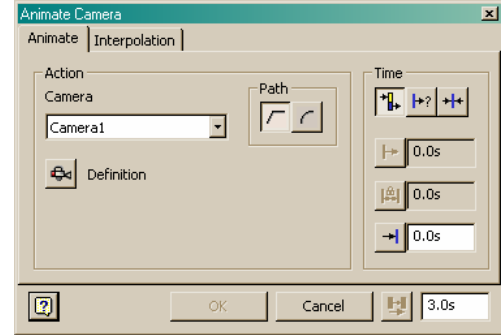 Animate Camera
Animate Interpolation
Action
Camera
Camera1
Definition
Path
Time
?
0.0s
0.0s
0.0s
?
OK Cancel 3.0s